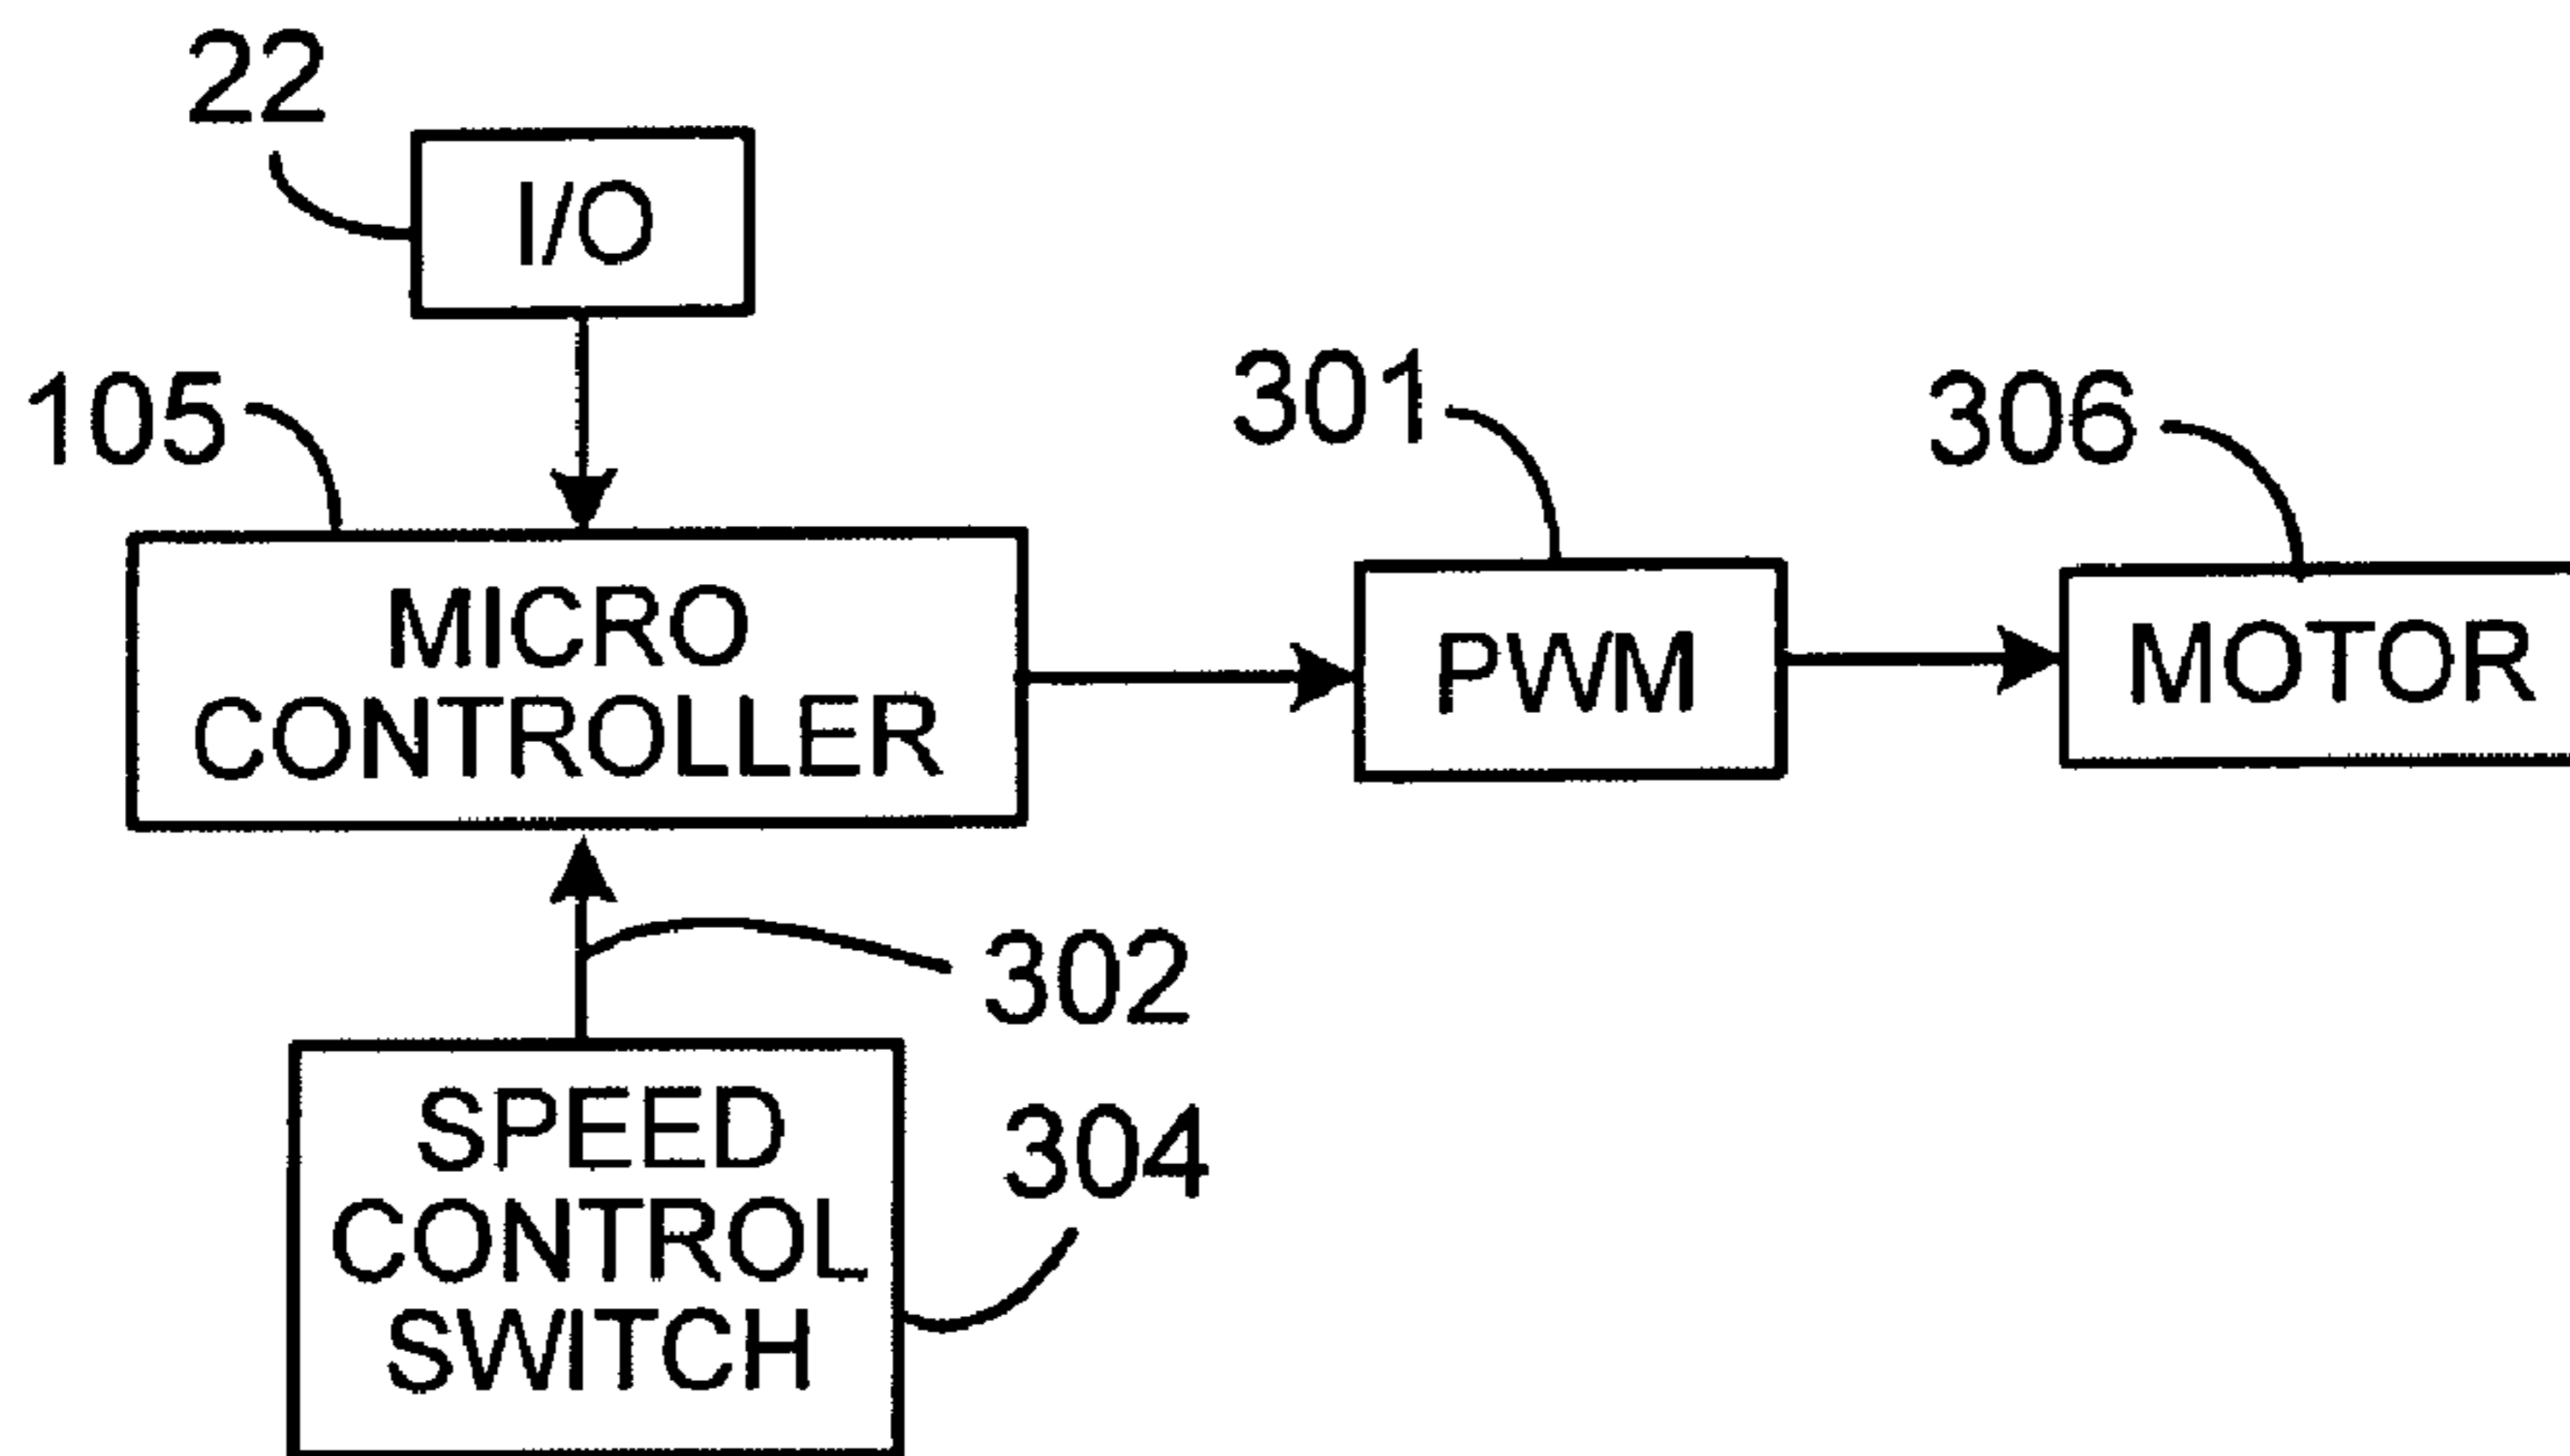 22
I/O
105
301
306
MICRO
CONTROLLER
PWM
MOTOR
302
SPEED
CONTROL
SWITCH
304